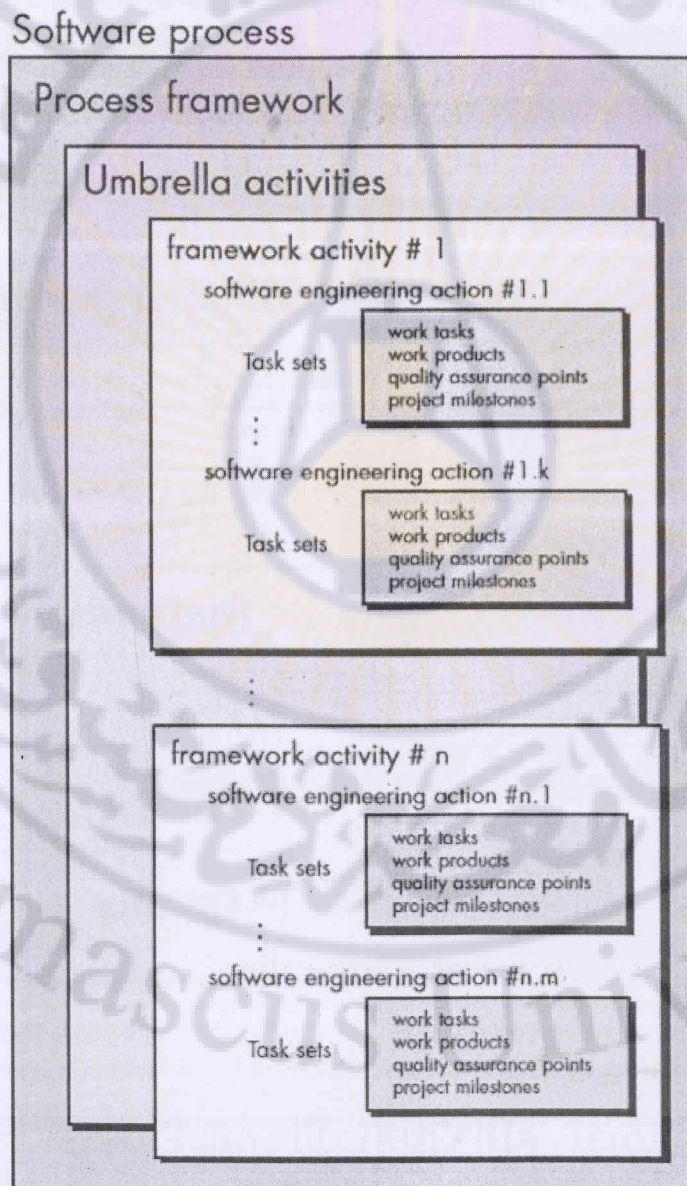 Software process
Process framework
Umbrella activities
framework activity # 1
software engineering action #1.1
Task sets
work tasks
work products
quality assurance points
project milestones
software engineering action #1.k
Task sets
work tasks
work products
quality assurance points
project milestones
framework activity # n
software engineering action #n.1
Task sets
work tasks
work products
quality assurance points
project milestones
software engineering action #n.m
Task sets
work tasks
work products
quality assurance points
project milestones
mascus Univ